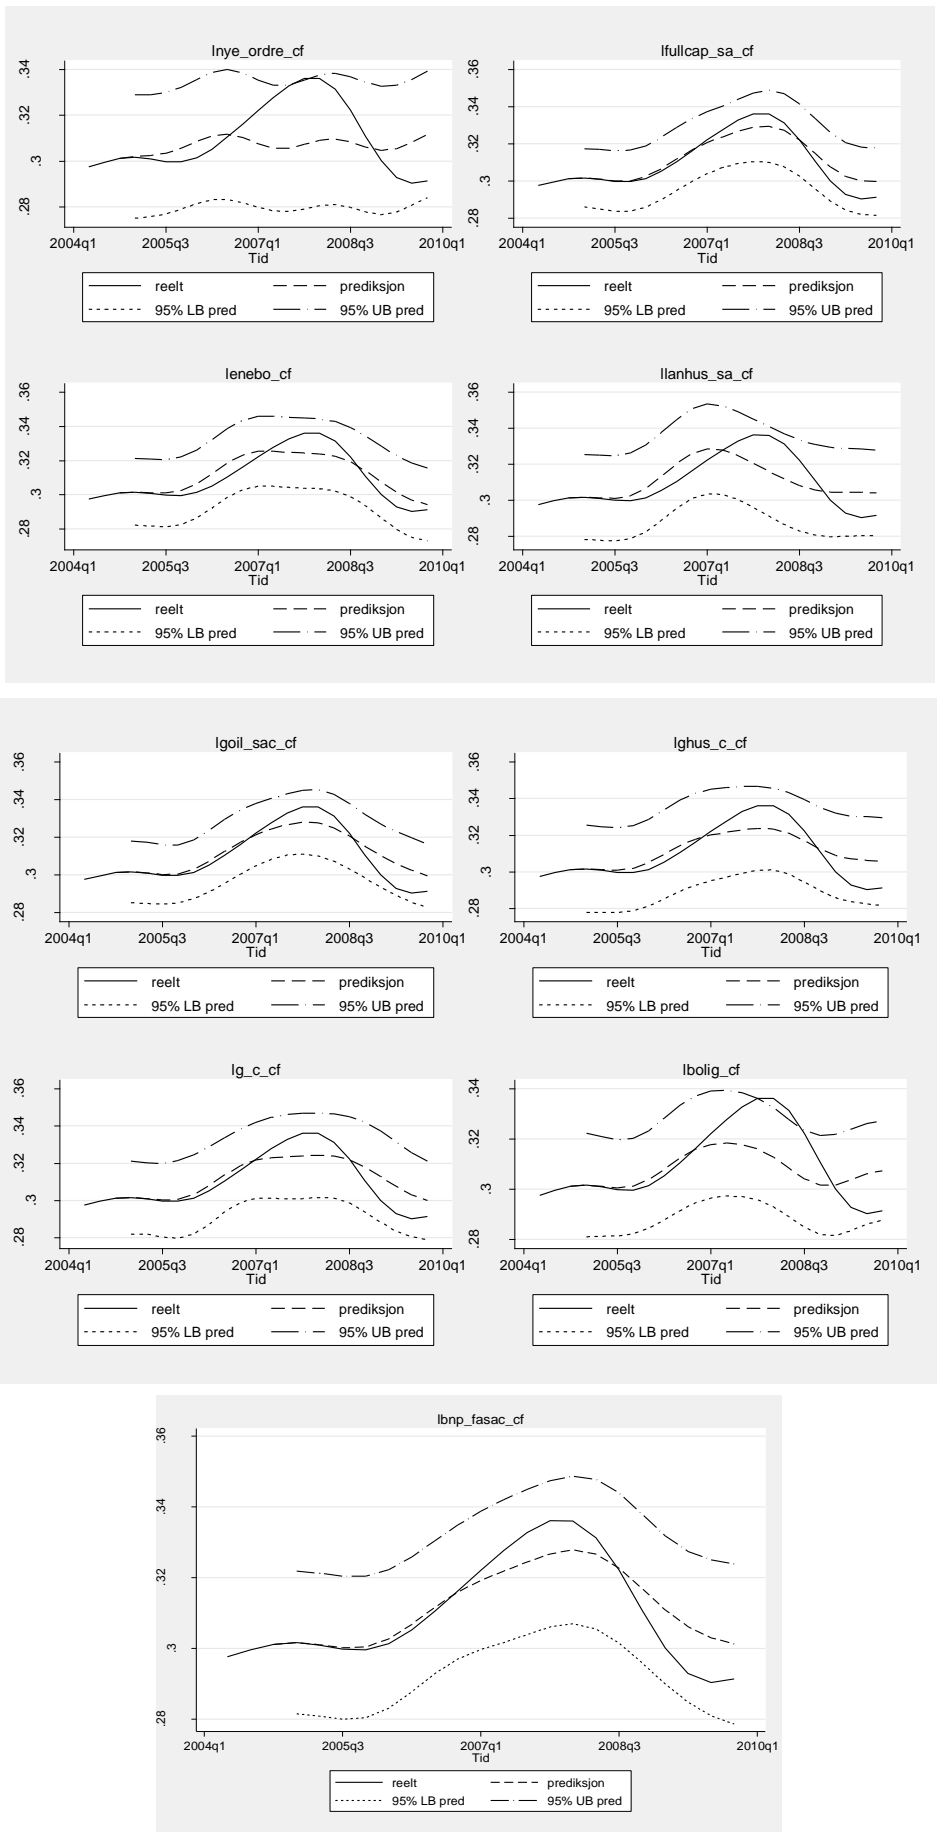 lnye_ordre_cf
.34
.32
.3
.28
2004q1 2005q3 2007q1 2008q3 2010q1
Tid
reelt prediksjon
95% LB pred 95% UB pred
lfullcap_sa_cf
.36
.34
.32
.3
.28
2004q1 2005q3 2007q1 2008q3 2010q1
Tid
reelt prediksjon
95% LB pred 95% UB pred
lenebo_cf
.36
.34
.32
.3
.28
2004q1 2005q3 2007q1 2008q3 2010q1
Tid
reelt prediksjon
95% LB pred 95% UB pred
llanhus_sa_cf
.36
.34
.32
.3
.28
2004q1 2005q3 2007q1 2008q3 2010q1
Tid
reelt prediksjon
95% LB pred 95% UB pred
lgoil_sac_cf
.36
.34
.32
.3
.28
2004q1 2005q3 2007q1 2008q3 2010q1
Tid
reelt prediksjon
95% LB pred 95% UB pred
lghus_c_cf
.36
.34
.32
.3
.28
2004q1 2005q3 2007q1 2008q3 2010q1
Tid
reelt prediksjon
95% LB pred 95% UB pred
lg_c_cf
.36
.34
.32
.3
.28
2004q1 2005q3 2007q1 2008q3 2010q1
Tid
reelt prediksjon
95% LB pred 95% UB pred
lbolig_cf
.34
.32
.3
.28
2004q1 2005q3 2007q1 2008q3 2010q1
Tid
reelt prediksjon
95% LB pred 95% UB pred
lbnp_fasac_cf
.36
.34
.32
.3
.28
2004q1 2005q3 2007q1 2008q3 2010q1
Tid
reelt prediksjon
95% LB pred 95% UB pred